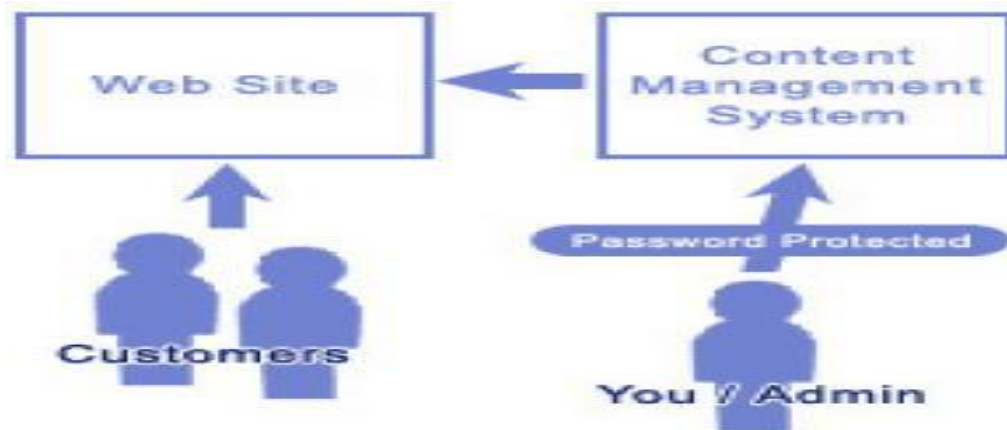 Web Site
Content
Management
System
Password Protected
Customers
You / Admin